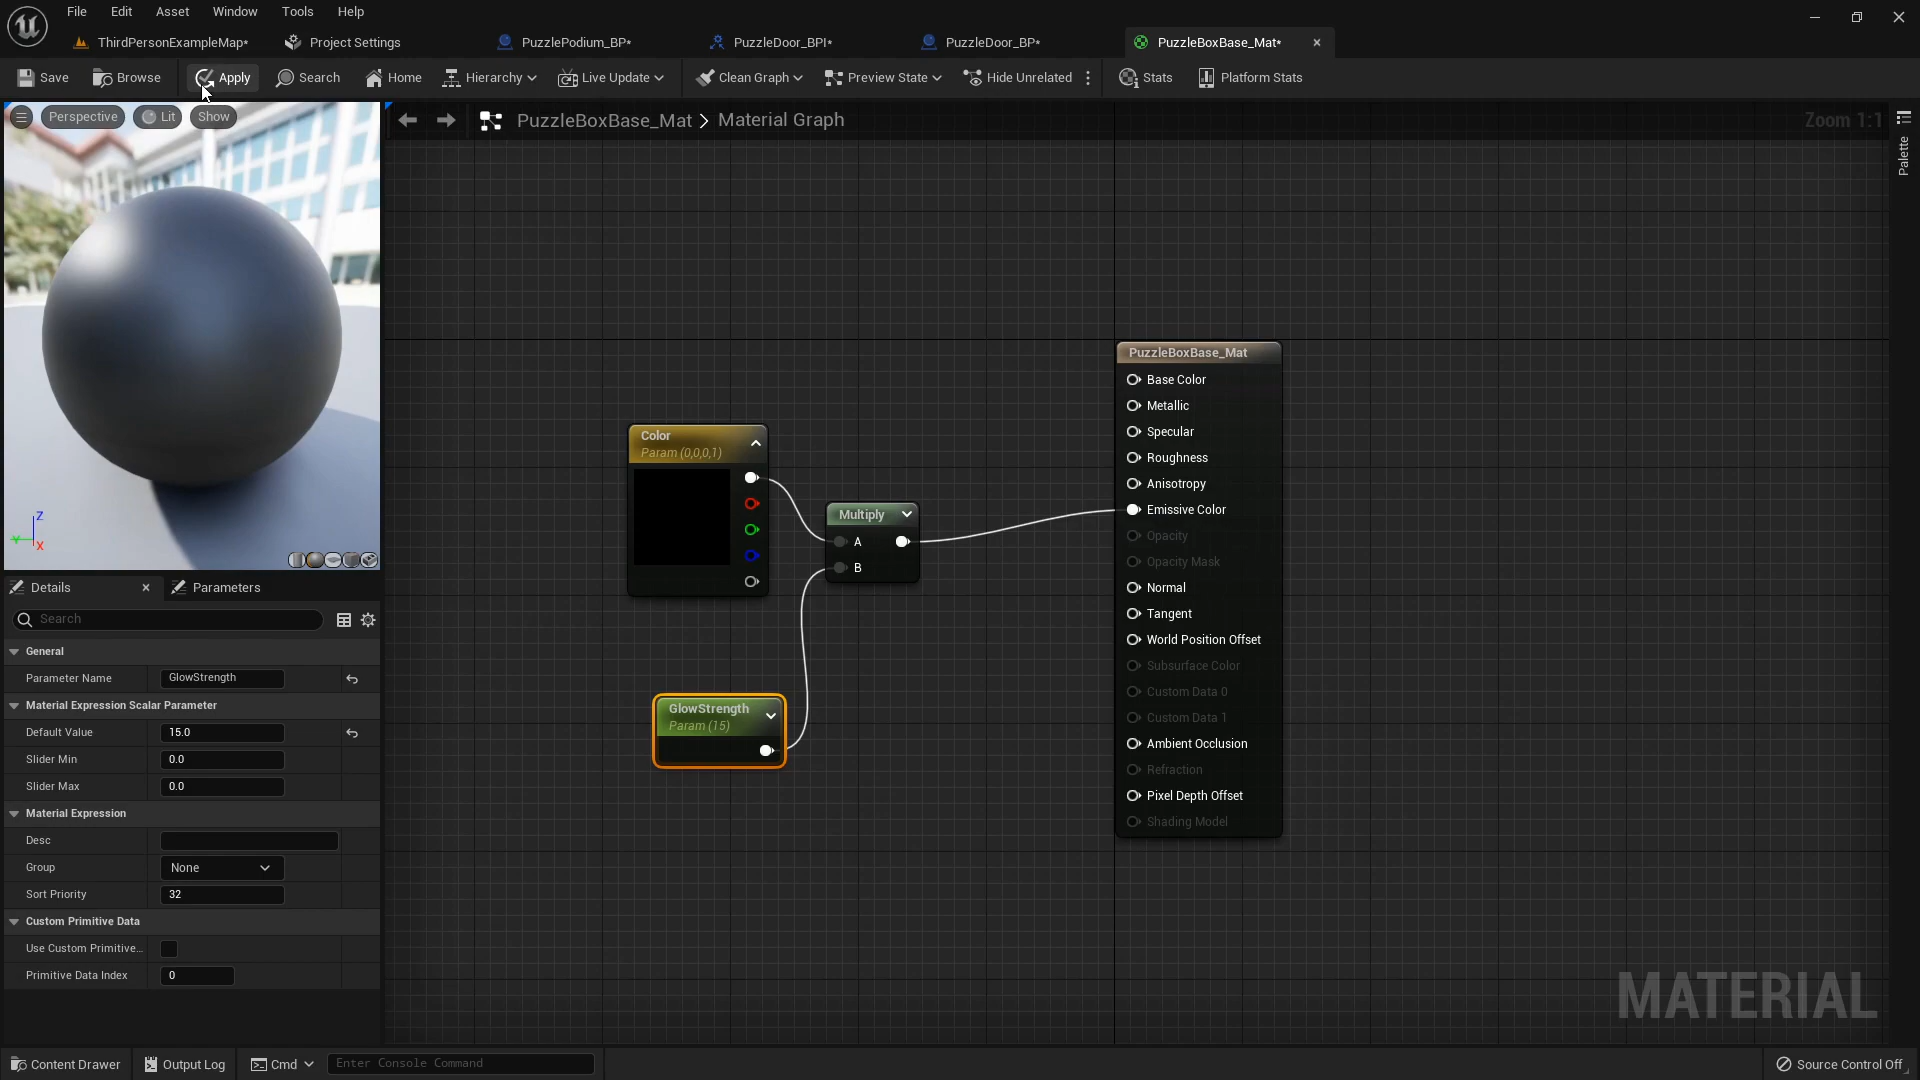 File Edit Asset Window Tools Help
ThirdPersonExampleMap* Project Settings PuzzlePodium_BP* PuzzleDoor_BPI* PuzzleDoor_BP* PuzzleBoxBase_Mat*
Save Browse Apply Search Home Hierarchy Live Update Clean Graph Preview State Hide Unrelated Stats Platform Stats
Perspective Lit Show
PuzzleBoxBase_Mat > Material Graph
Zoom 1:1
Palette
Z
Y
X
Color
Param (0,0,0,1)
Multiply
A
B
GlowStrength
Param (15)
PuzzleBoxBase_Mat
Base Color
Metallic
Specular
Roughness
Anisotropy
Emissive Color
Opacity
Opacity Mask
Normal
Tangent
World Position Offset
Subsurface Color
Custom Data 0
Custom Data 1
Ambient Occlusion
Refraction
Pixel Depth Offset
Shading Model
Details Parameters
Search
General
Parameter Name GlowStrength
Material Expression Scalar Parameter
Default Value 15.0
Slider Min 0.0
Slider Max 0.0
Material Expression
Desc
Group None
Sort Priority 32
Custom Primitive Data
Use Custom Primitive...
Primitive Data Index 0
MATERIAL
Content Drawer Output Log Cmd Enter Console Command Source Control Off